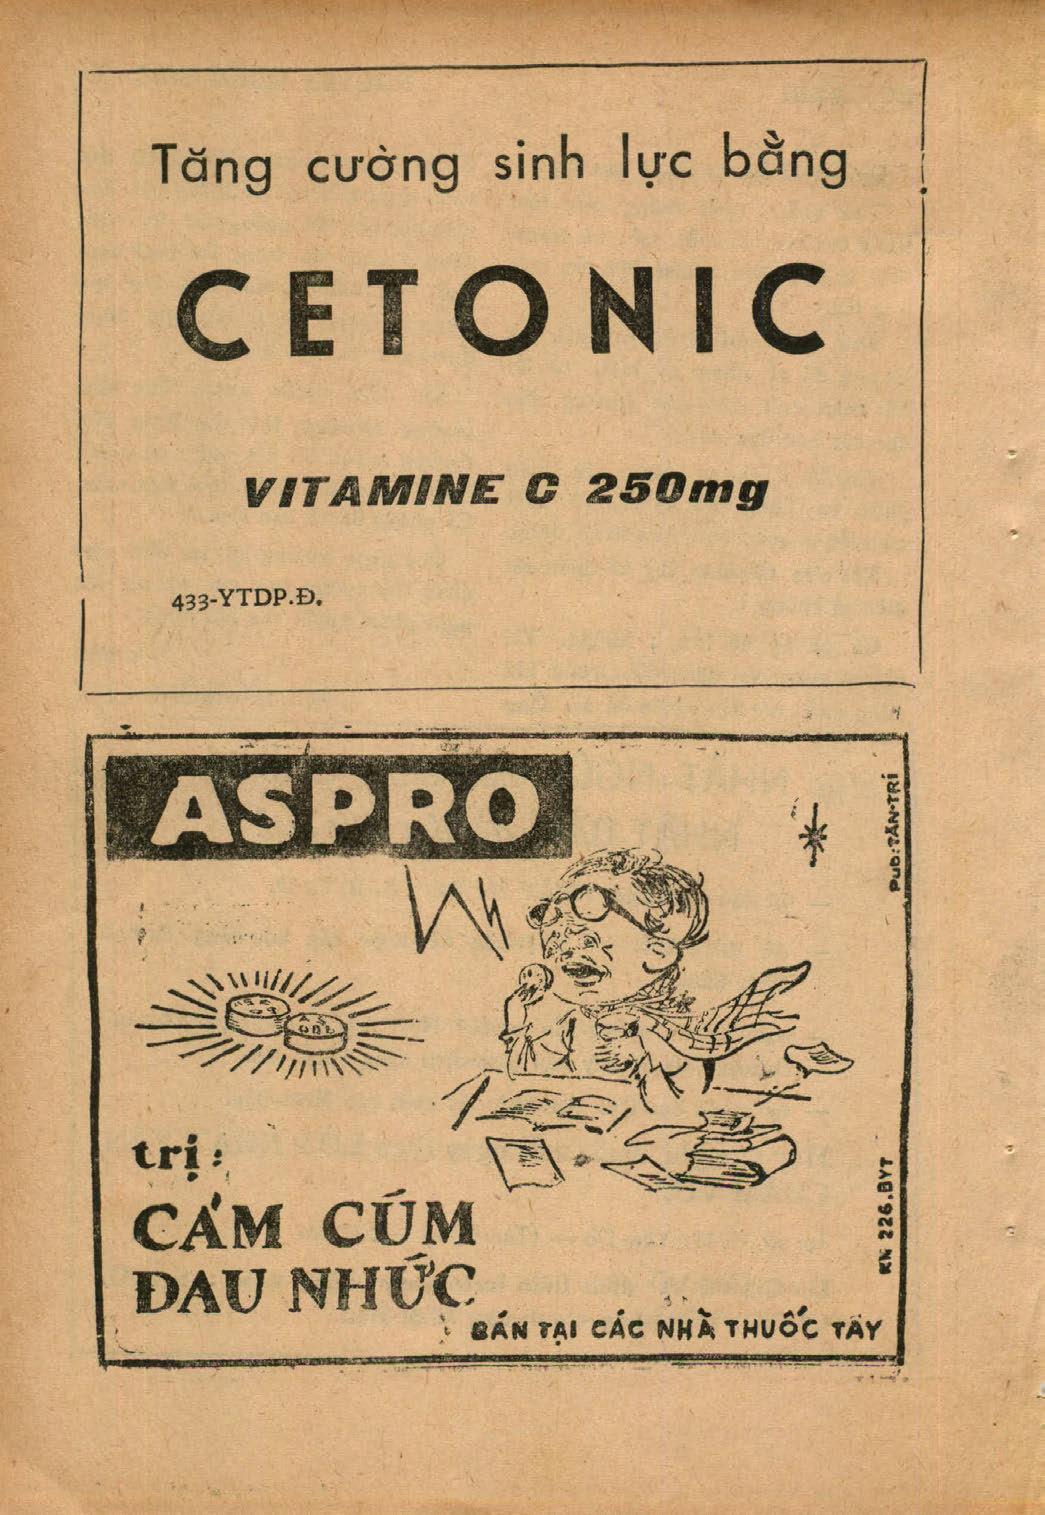 Tăng cường sinh lực bằng
CETONIC
VITAMINE C 250mg
433-YTDP.Đ.
ASPRO
Pub: TÂN-TRÍ
trị:
CẢM CÚM
ĐAU NHỨC
KN 226.BYT
BÁN TẠI CÁC NHÀ THUỐC TÂY